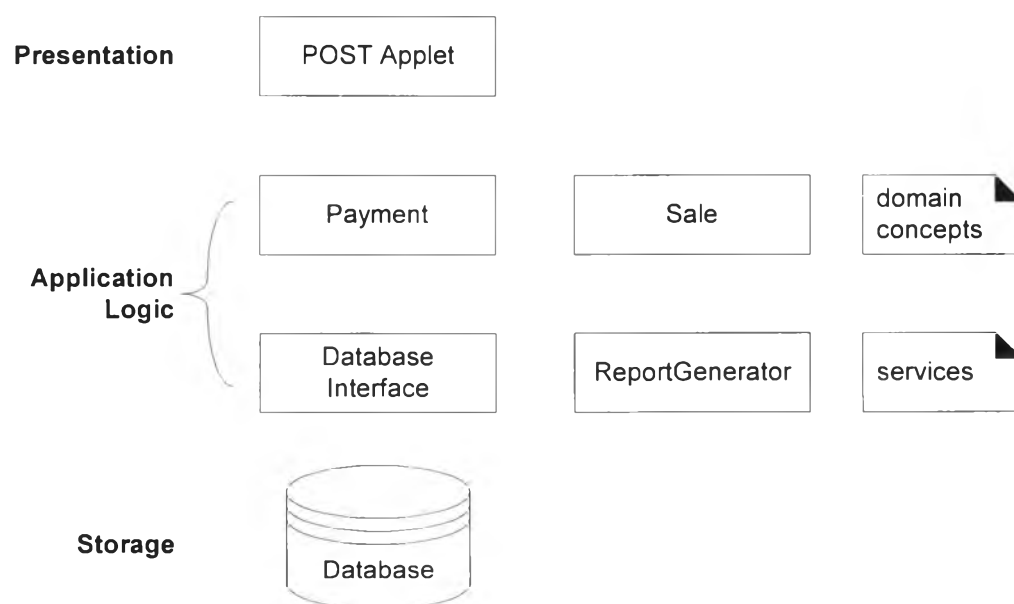 Presentation
POST Applet
Payment
Sale
domain
concepts
Application
Logic
Database
Interface
ReportGenerator
services
Storage
Database